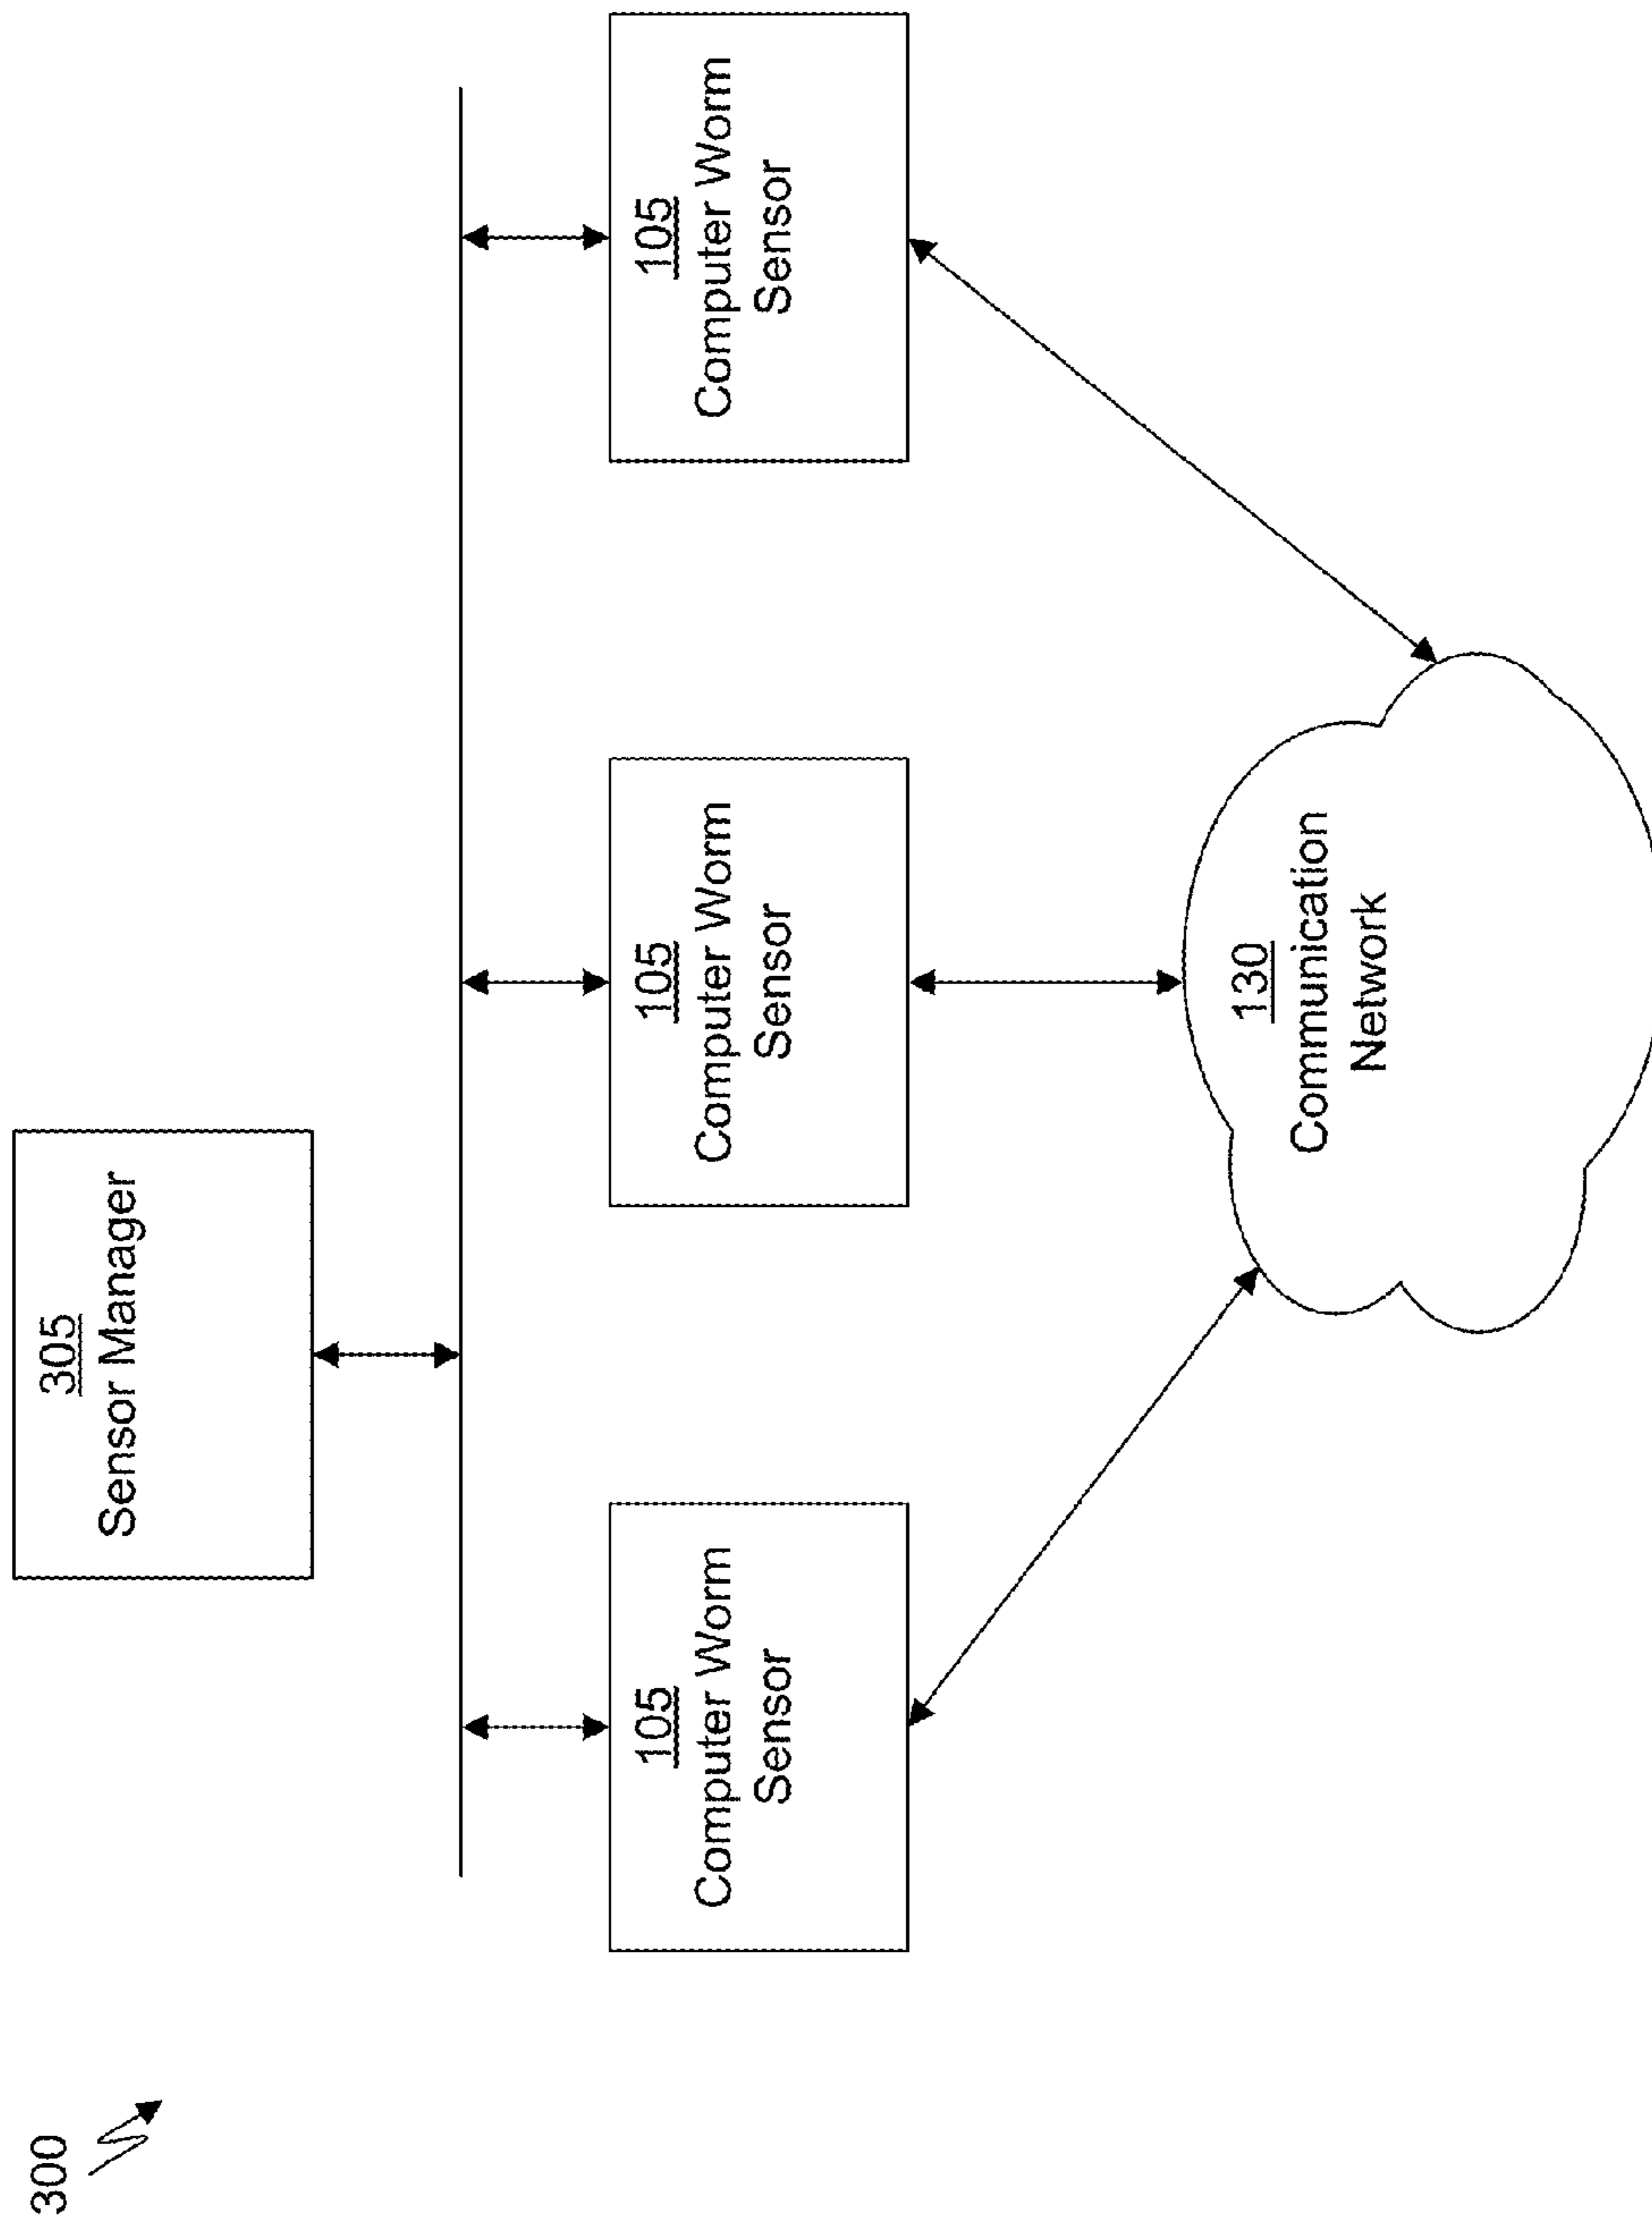 300
305
Sensor Manager
105
Computer Worm
Sensor
105
Computer Worm
Sensor
105
Computer Worm
Sensor
130
Communication
Network